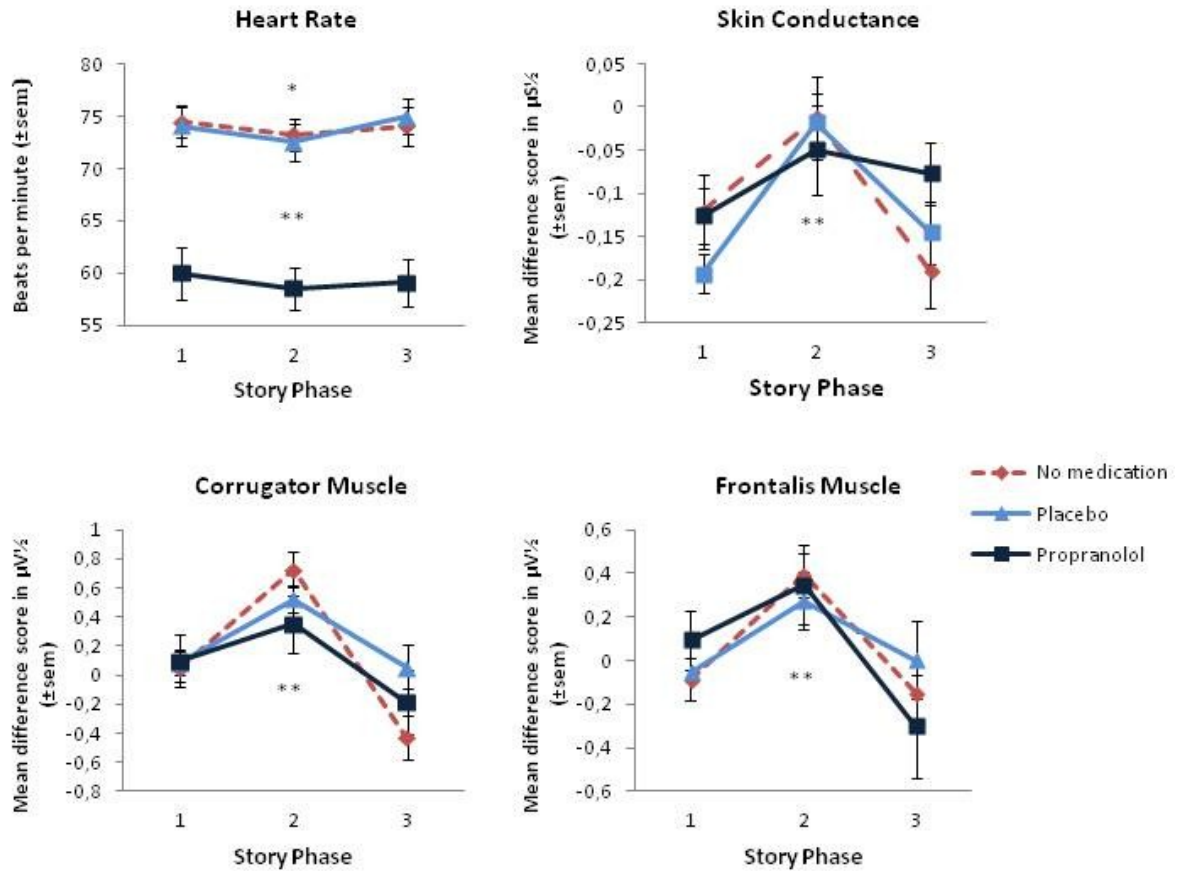 Heart Rate
Beats per minute (±sem)
80
75
70
65
60
55
*
**
1 2 3
Story Phase
Skin Conductance
Mean difference score in µS½
(±sem)
0,05
0
-0,05
-0,1
-0,15
-0,2
-0,25
**
1 2 3
Story Phase
Corrugator Muscle
Mean difference score in µV½
(±sem)
1
0,8
0,6
0,4
0,2
0
-0,2
-0,4
-0,6
-0,8
**
1 2 3
Story Phase
Frontalis Muscle
Mean difference score in µV½
(±sem)
0,6
0,4
0,2
0
-0,2
-0,4
-0,6
**
1 2 3
Story Phase
No medication
Placebo
Propranolol